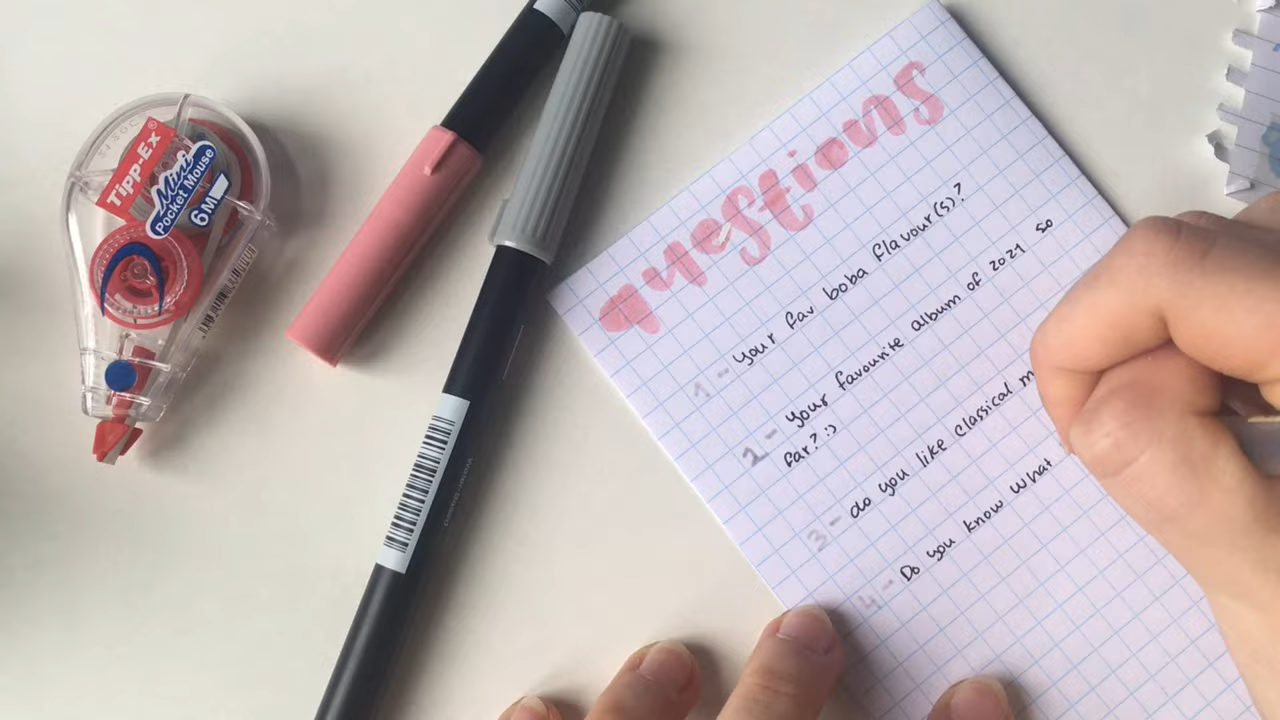 Tipp-Ex®
Mini
Pocket Mouse
6M
questions
1 - your fav boba flavour(s)?
2 - your favourite album of 2021 so
far? :)
3 - do you like classical m
4 - Do you know what